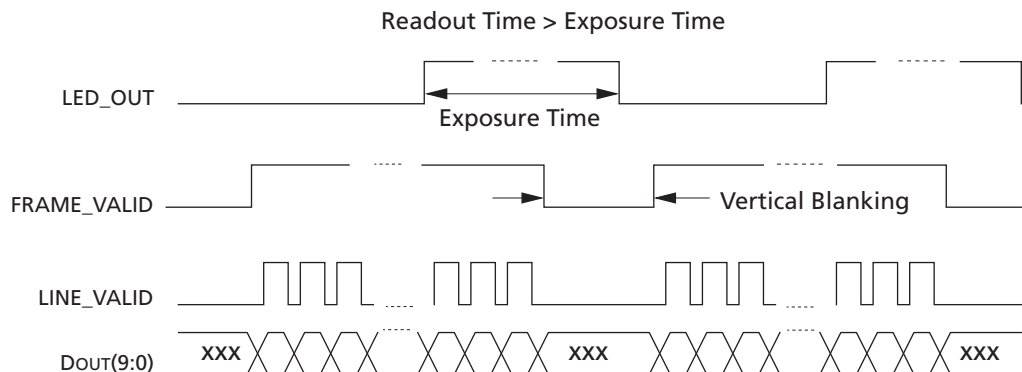 Readout Time > Exposure Time
LED_OUT
Exposure Time
FRAME_VALID
Vertical Blanking
LINE_VALID
DOUT(9:0)
XXX
XXX
XXX